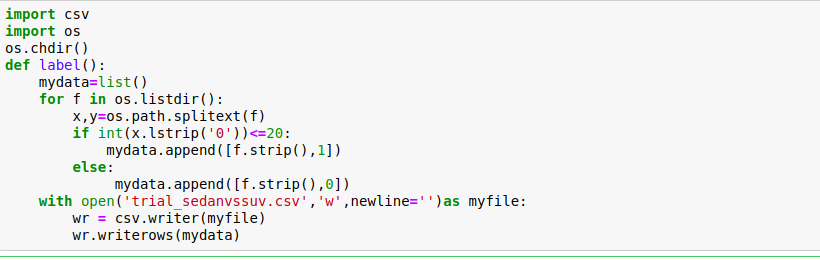 import csv
import os
os.chdir()
def label():
    mydata=list()
    for f in os.listdir():
        x,y=os.path.splitext(f)
        if int(x.lstrip('0'))<=20:
            mydata.append([f.strip(),1])
        else:
             mydata.append([f.strip(),0])
    with open('trial_sedanvssuv.csv','w',newline='')as myfile:
        wr = csv.writer(myfile)
        wr.writerows(mydata)